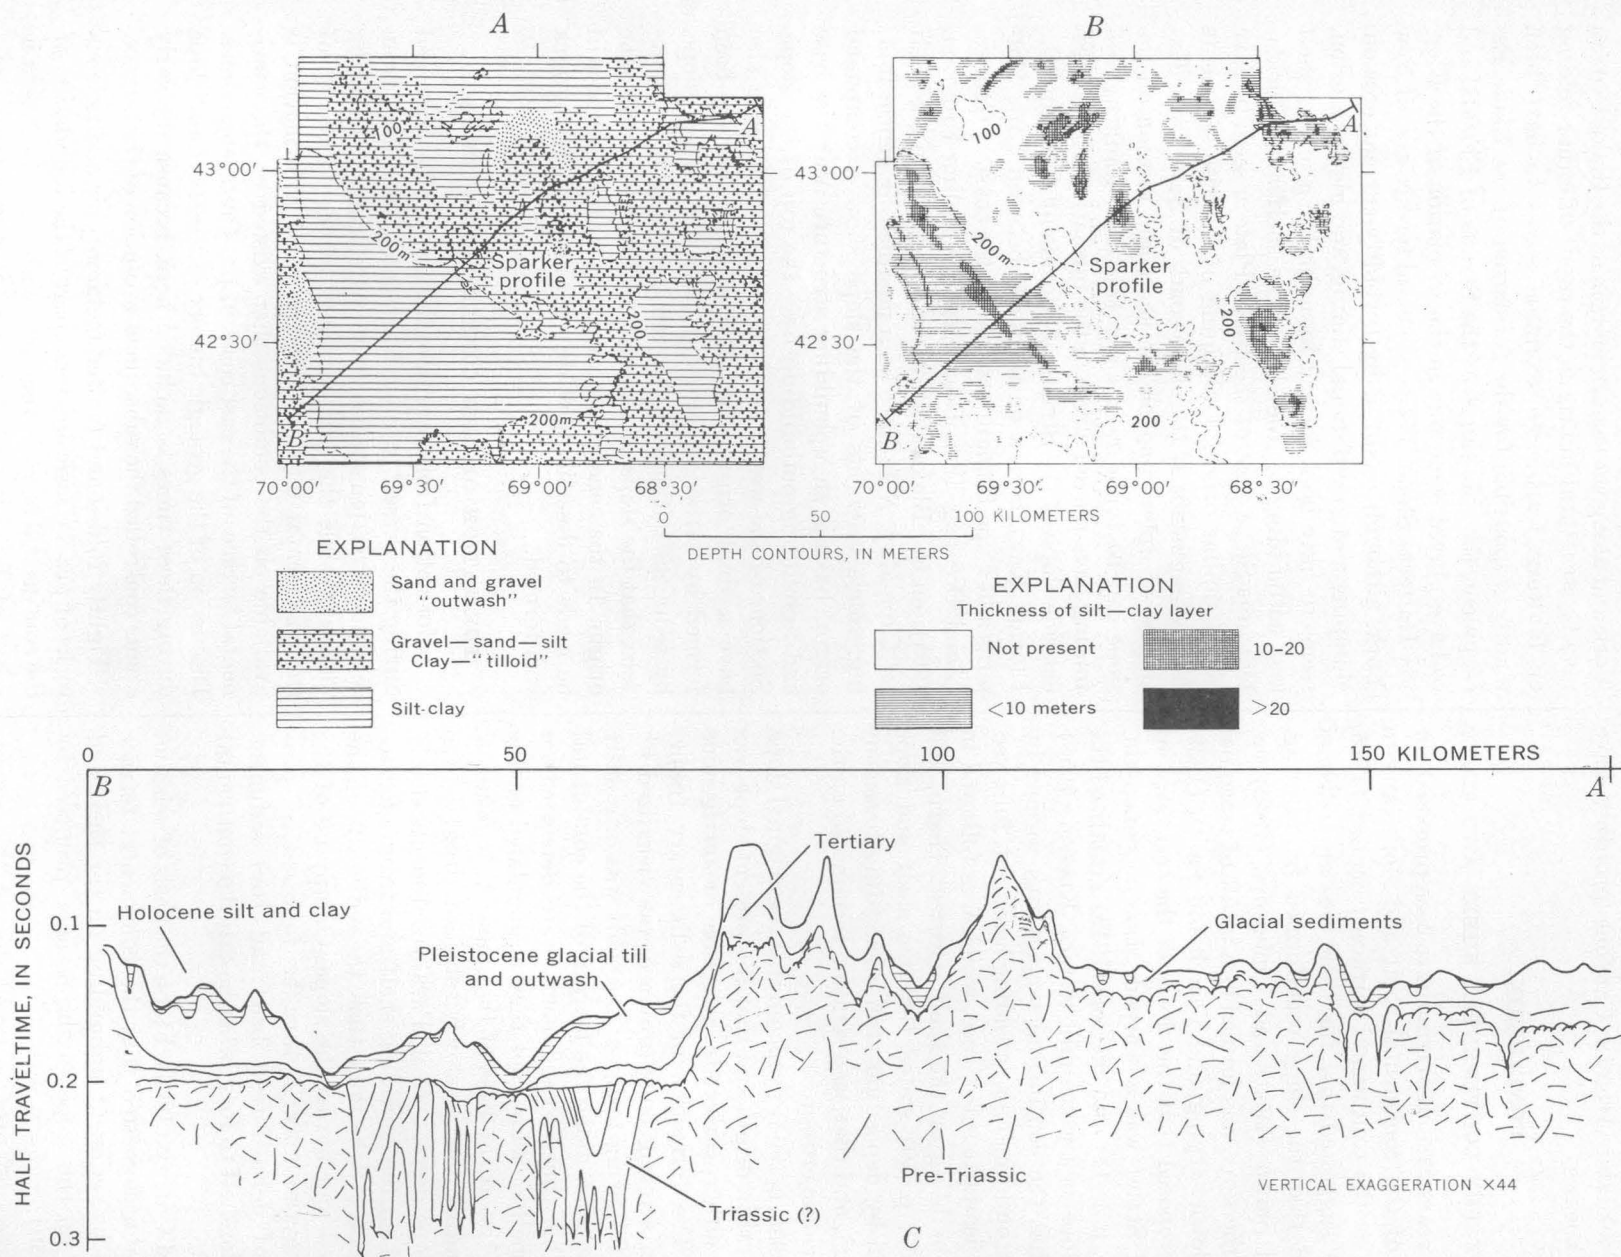 A
100
A
43°00′
200m
Sparker
profile
200
42°30′
200m
B
70°00′
69°30′
69°00′
68°30′
B
100
A
43°00′
200m
Sparker
profile
200
42°30′
200
B
70°00′
69°30′
69°00′
68°30′
0 50 100 KILOMETERS
DEPTH CONTOURS, IN METERS
EXPLANATION
Sand and gravel
"outwash"
Gravel—sand—silt
Clay—"tilloid"
Silt-clay
EXPLANATION
Thickness of silt—clay layer
Not present
<10 meters
10-20
>20
0 50 100 150 KILOMETERS
B
A
HALF TRAVELTIME, IN SECONDS
0.1
0.2
0.3
Tertiary
Holocene silt and clay
Glacial sediments
Pleistocene glacial till
and outwash
Pre-Triassic
VERTICAL EXAGGERATION ×44
Triassic (?)
C